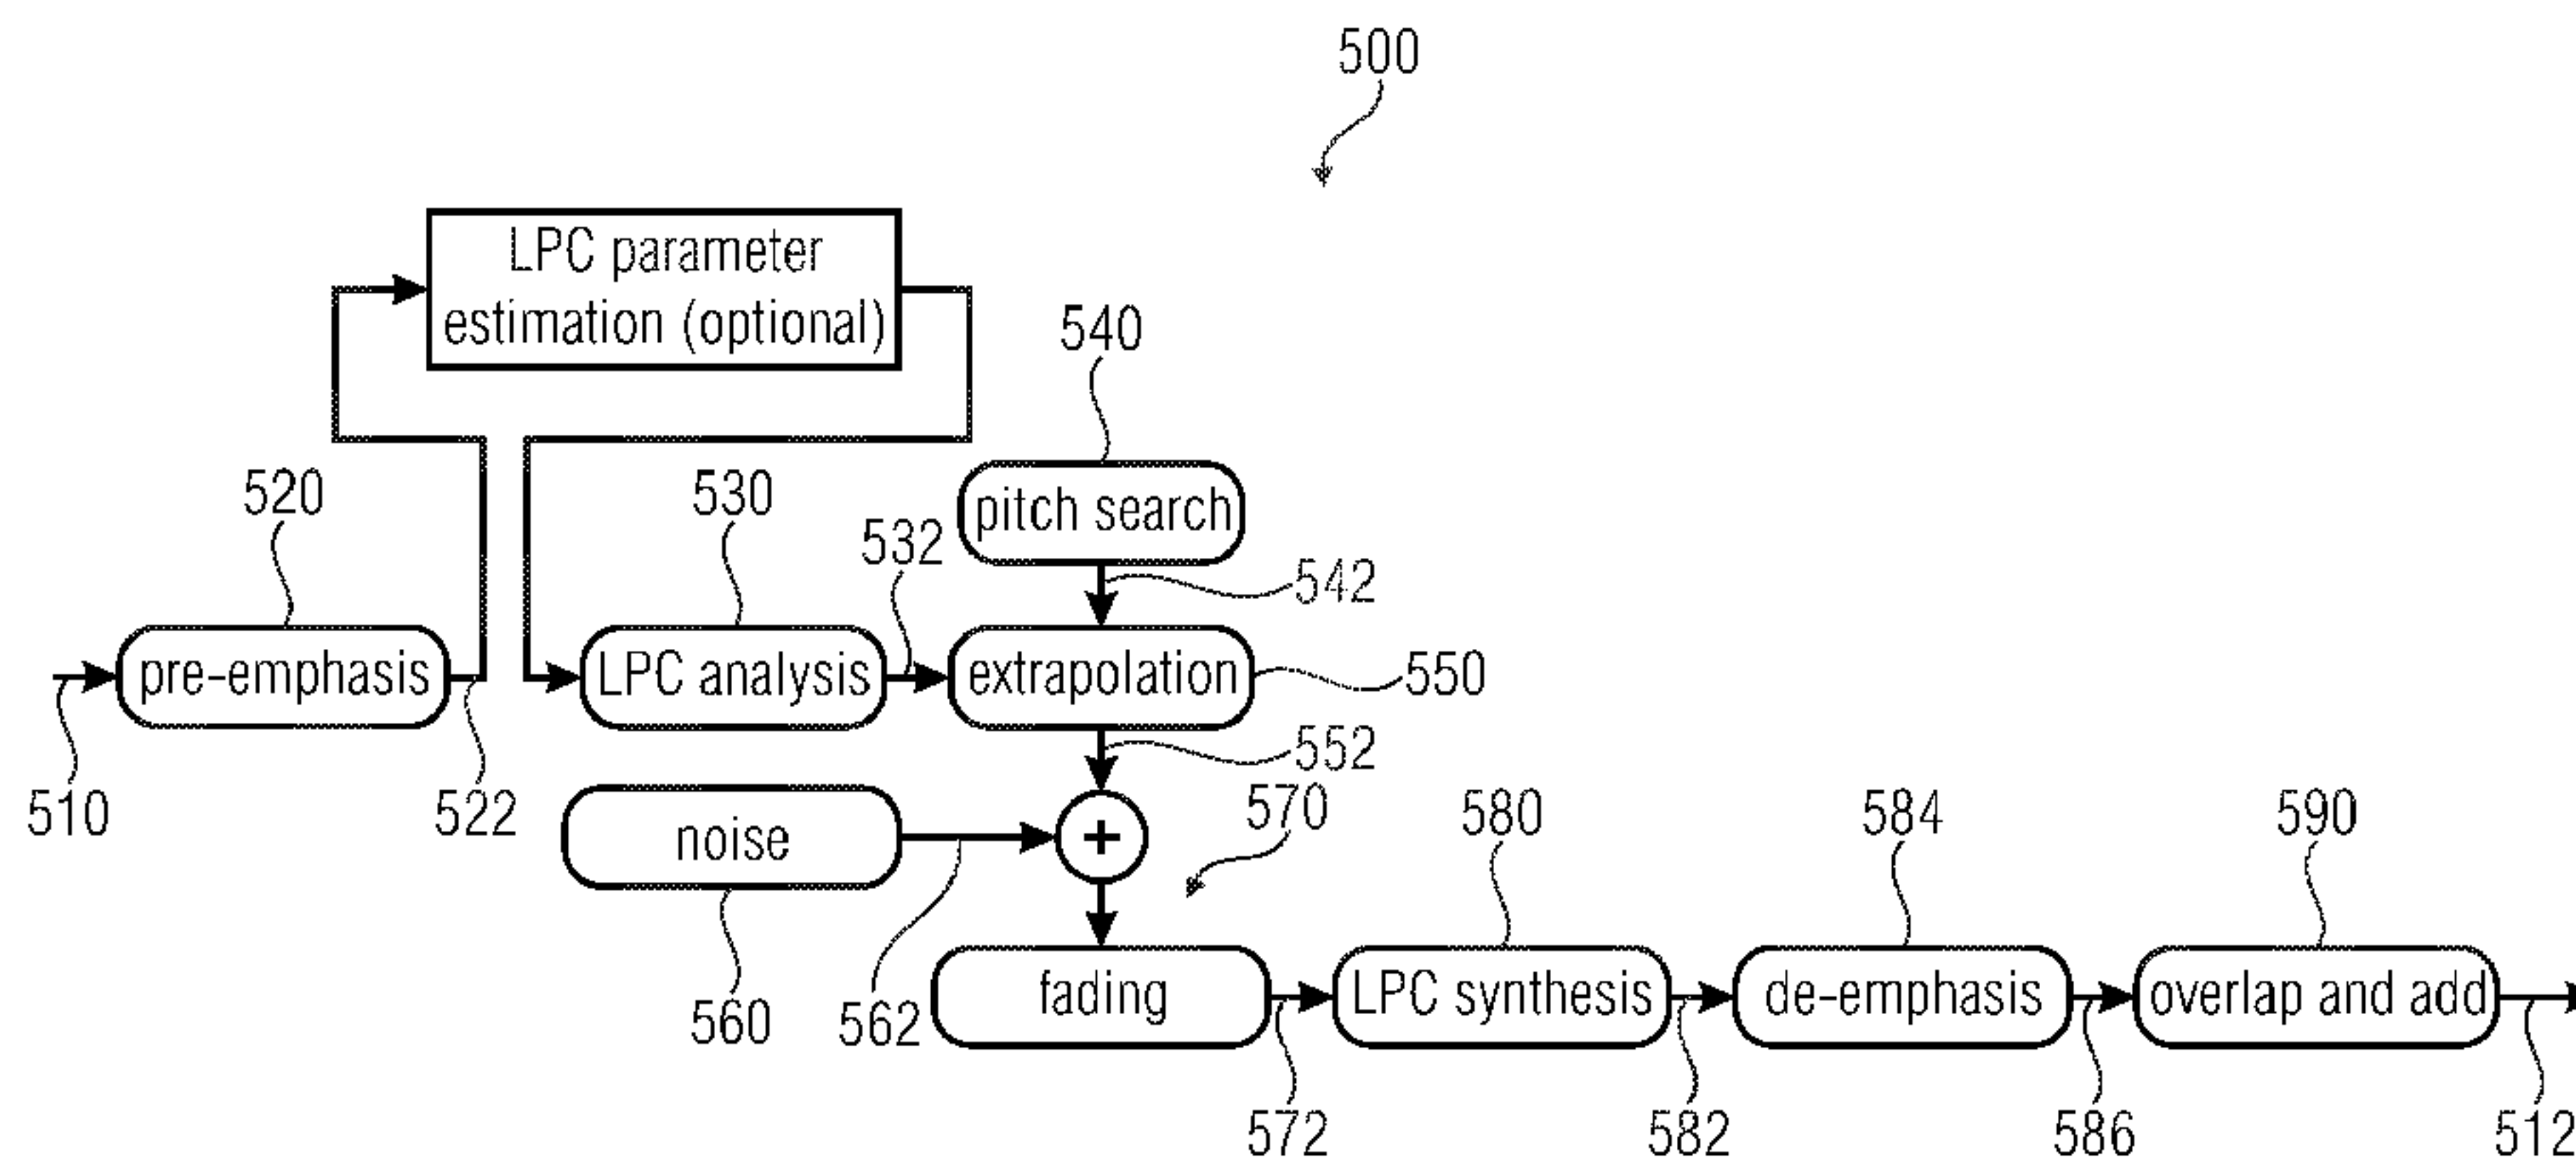 500
LPC parameter
estimation (optional)
540
520
530
532
pitch search
542
pre-emphasis
LPC analysis
extrapolation
550
552
510
522
noise
+
570
580
584
590
560
562
fading
LPC synthesis
de-emphasis
overlap and add
572
582
586
512